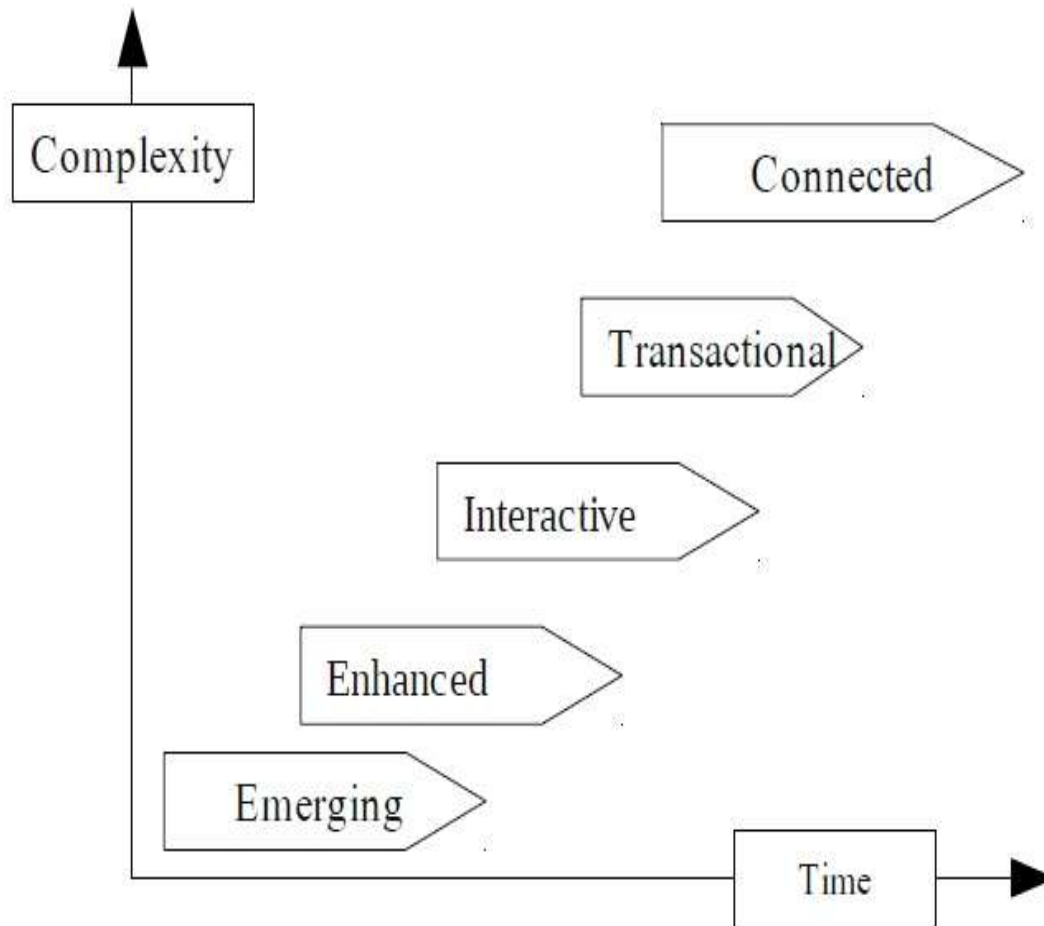 Complexity
Connected
Transactional
Interactive
Enhanced
Emerging
Time